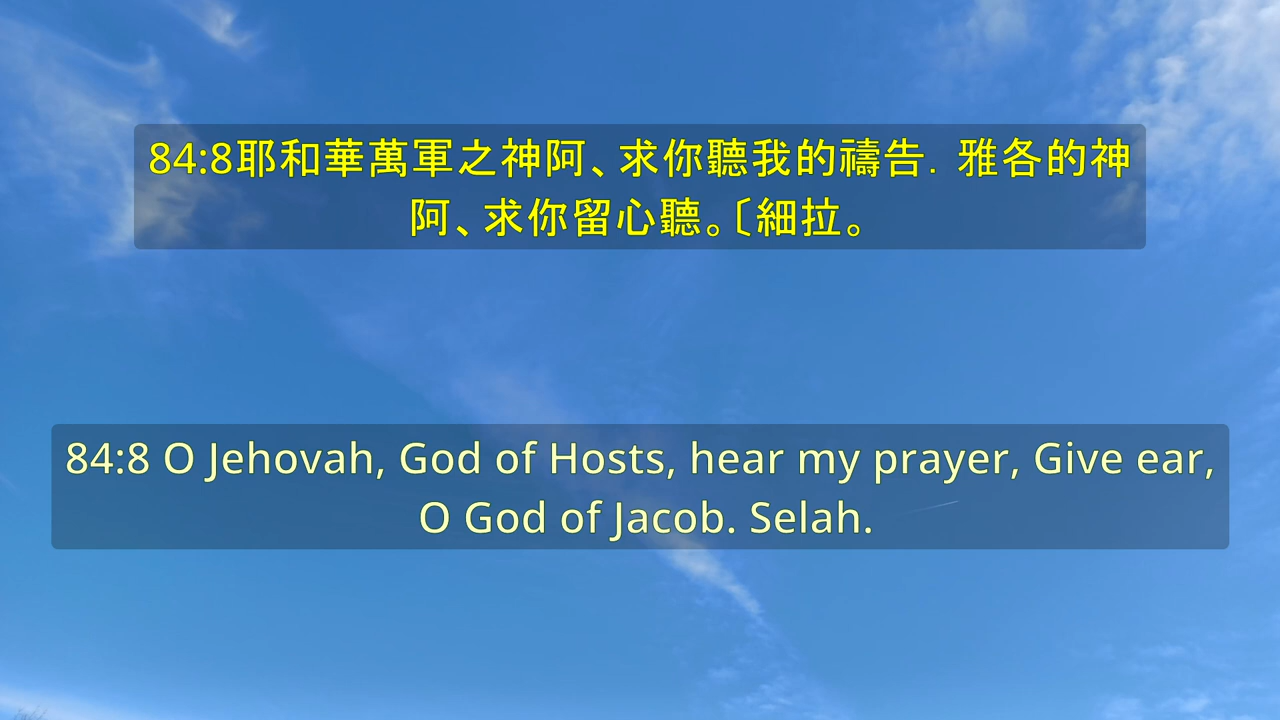 84:8耶和華萬軍之神阿、求你聽我的禱告．雅各的神
阿、求你留心聽。〔細拉。
84:8 O Jehovah, God of Hosts, hear my prayer, Give ear,
O God of Jacob. Selah.